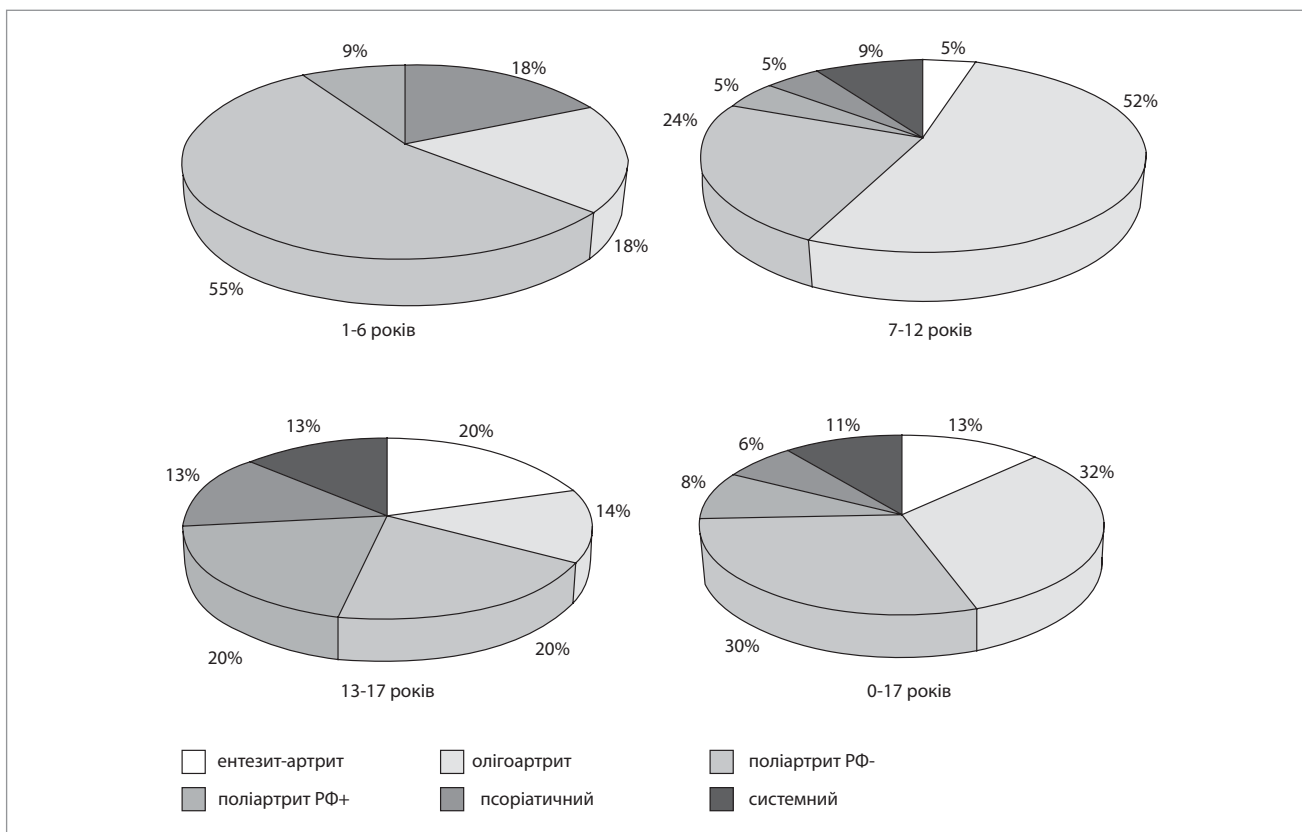 9%
18%
18%
55%
1-6 років
5%
9%
5%
5%
52%
24%
7-12 років
13%
20%
13%
14%
20%
20%
13-17 років
11%
13%
6%
32%
8%
30%
0-17 років
ентезит-артрит
олігоартрит
поліартрит РФ-
поліартрит РФ+
псоріатичний
системний